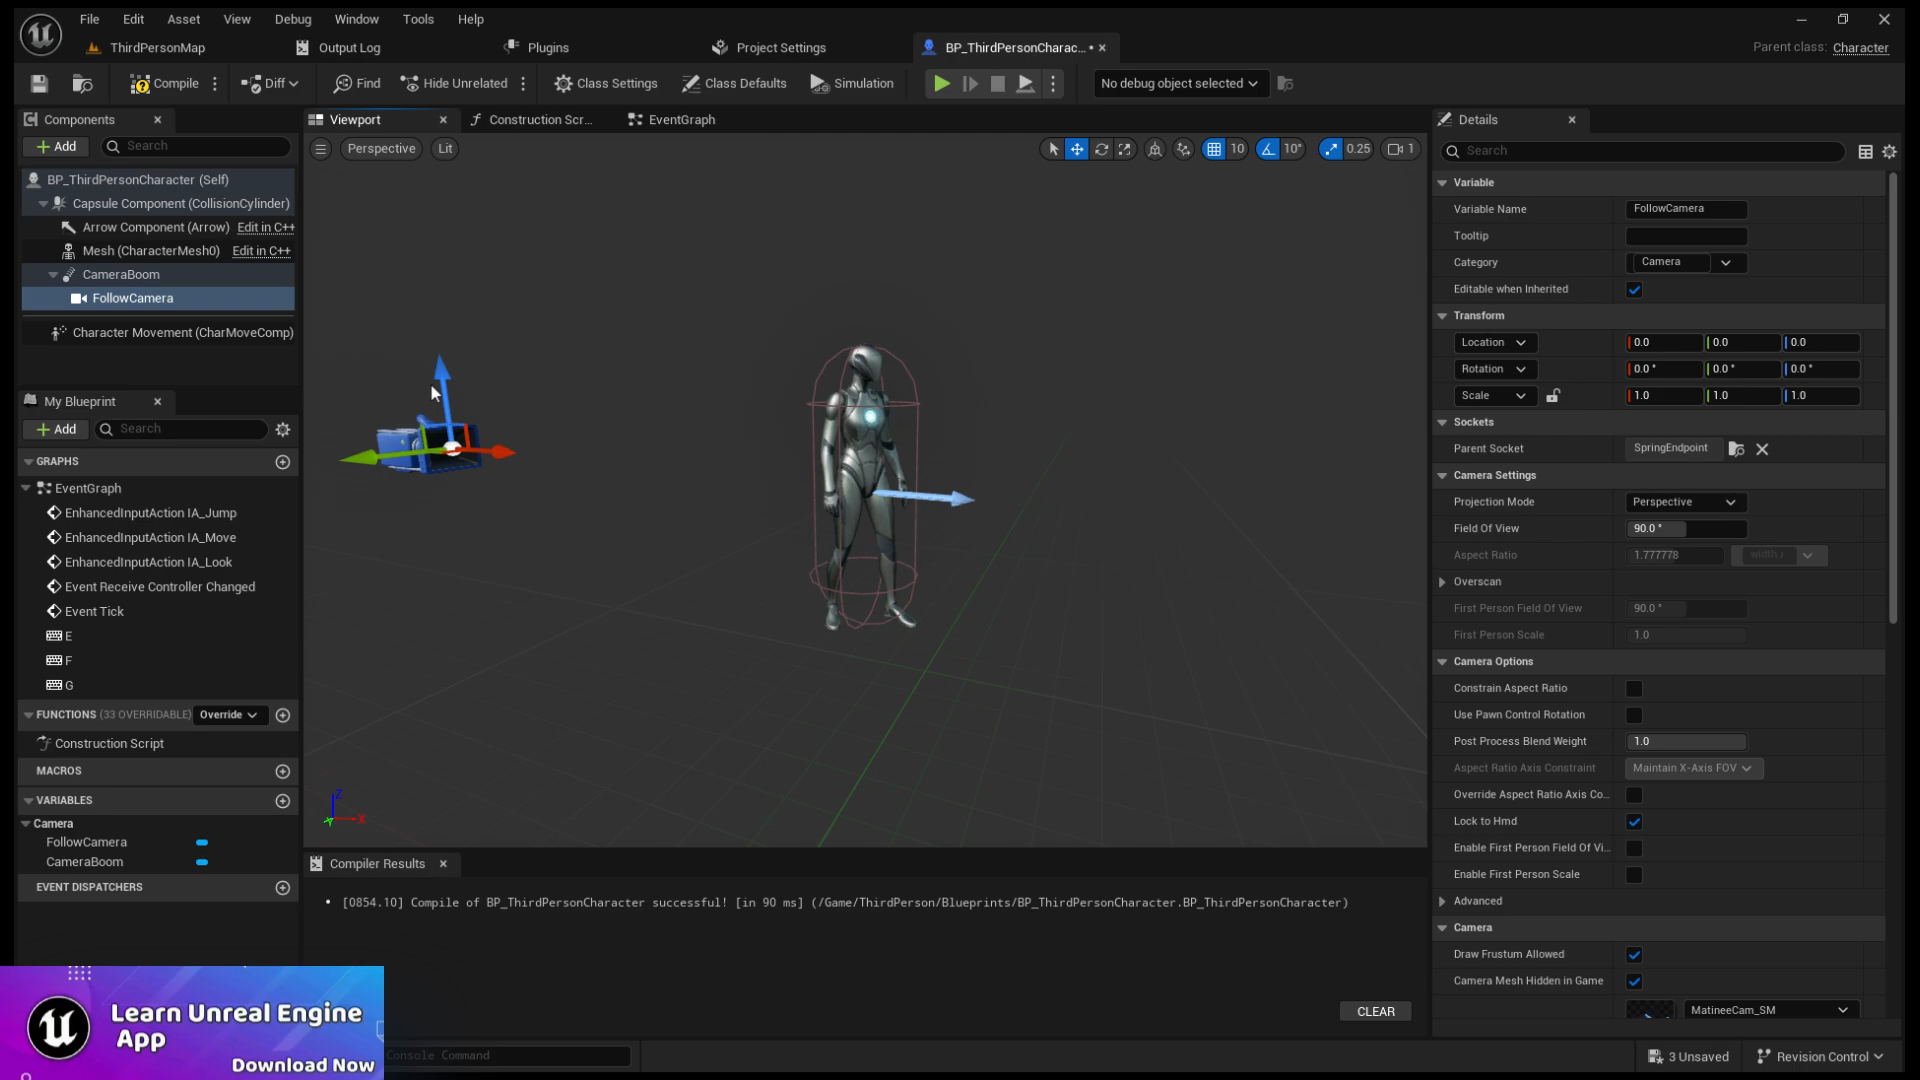 File Edit Asset View Debug Window Tools Help
ThirdPersonMap Output Log Plugins Project Settings BP_ThirdPersonCharac... • Parent class: Character
Compile Diff Find Hide Unrelated Class Settings Class Defaults Simulation No debug object selected
Components
Add Search
BP_ThirdPersonCharacter (Self)
Capsule Component (CollisionCylinder)
Arrow Component (Arrow) Edit in C++
Mesh (CharacterMesh0) Edit in C++
CameraBoom
FollowCamera
Character Movement (CharMoveComp)
My Blueprint
Add Search
GRAPHS
EventGraph
EnhancedInputAction IA_Jump
EnhancedInputAction IA_Move
EnhancedInputAction IA_Look
Event Receive Controller Changed
Event Tick
E
F
G
FUNCTIONS (33 OVERRIDABLE) Override
Construction Script
MACROS
VARIABLES
Camera
FollowCamera
CameraBoom
EVENT DISPATCHERS
Viewport Construction Scr... EventGraph
Perspective Lit 10 10° 0.25 1
Z
X
Compiler Results
[0854.10] Compile of BP_ThirdPersonCharacter successful! [in 90 ms] (/Game/ThirdPerson/Blueprints/BP_ThirdPersonCharacter.BP_ThirdPersonCharacter)
CLEAR
Console Command
Details
Search
Variable
Variable Name FollowCamera
Tooltip
Category Camera
Editable when Inherited
Transform
Location 0.0 0.0 0.0
Rotation 0.0 ° 0.0 ° 0.0 °
Scale 1.0 1.0 1.0
Sockets
Parent Socket SpringEndpoint
Camera Settings
Projection Mode Perspective
Field Of View 90.0 °
Aspect Ratio 1.777778
Overscan
First Person Field Of View 90.0 °
First Person Scale 1.0
Camera Options
Constrain Aspect Ratio
Use Pawn Control Rotation
Post Process Blend Weight 1.0
Aspect Ratio Axis Constraint Maintain X-Axis FOV
Override Aspect Ratio Axis Co...
Lock to Hmd
Enable First Person Field Of Vi...
Enable First Person Scale
Advanced
Camera
Draw Frustum Allowed
Camera Mesh Hidden in Game
MatineeCam_SM
3 Unsaved Revision Control
Learn Unreal Engine
App
Download Now